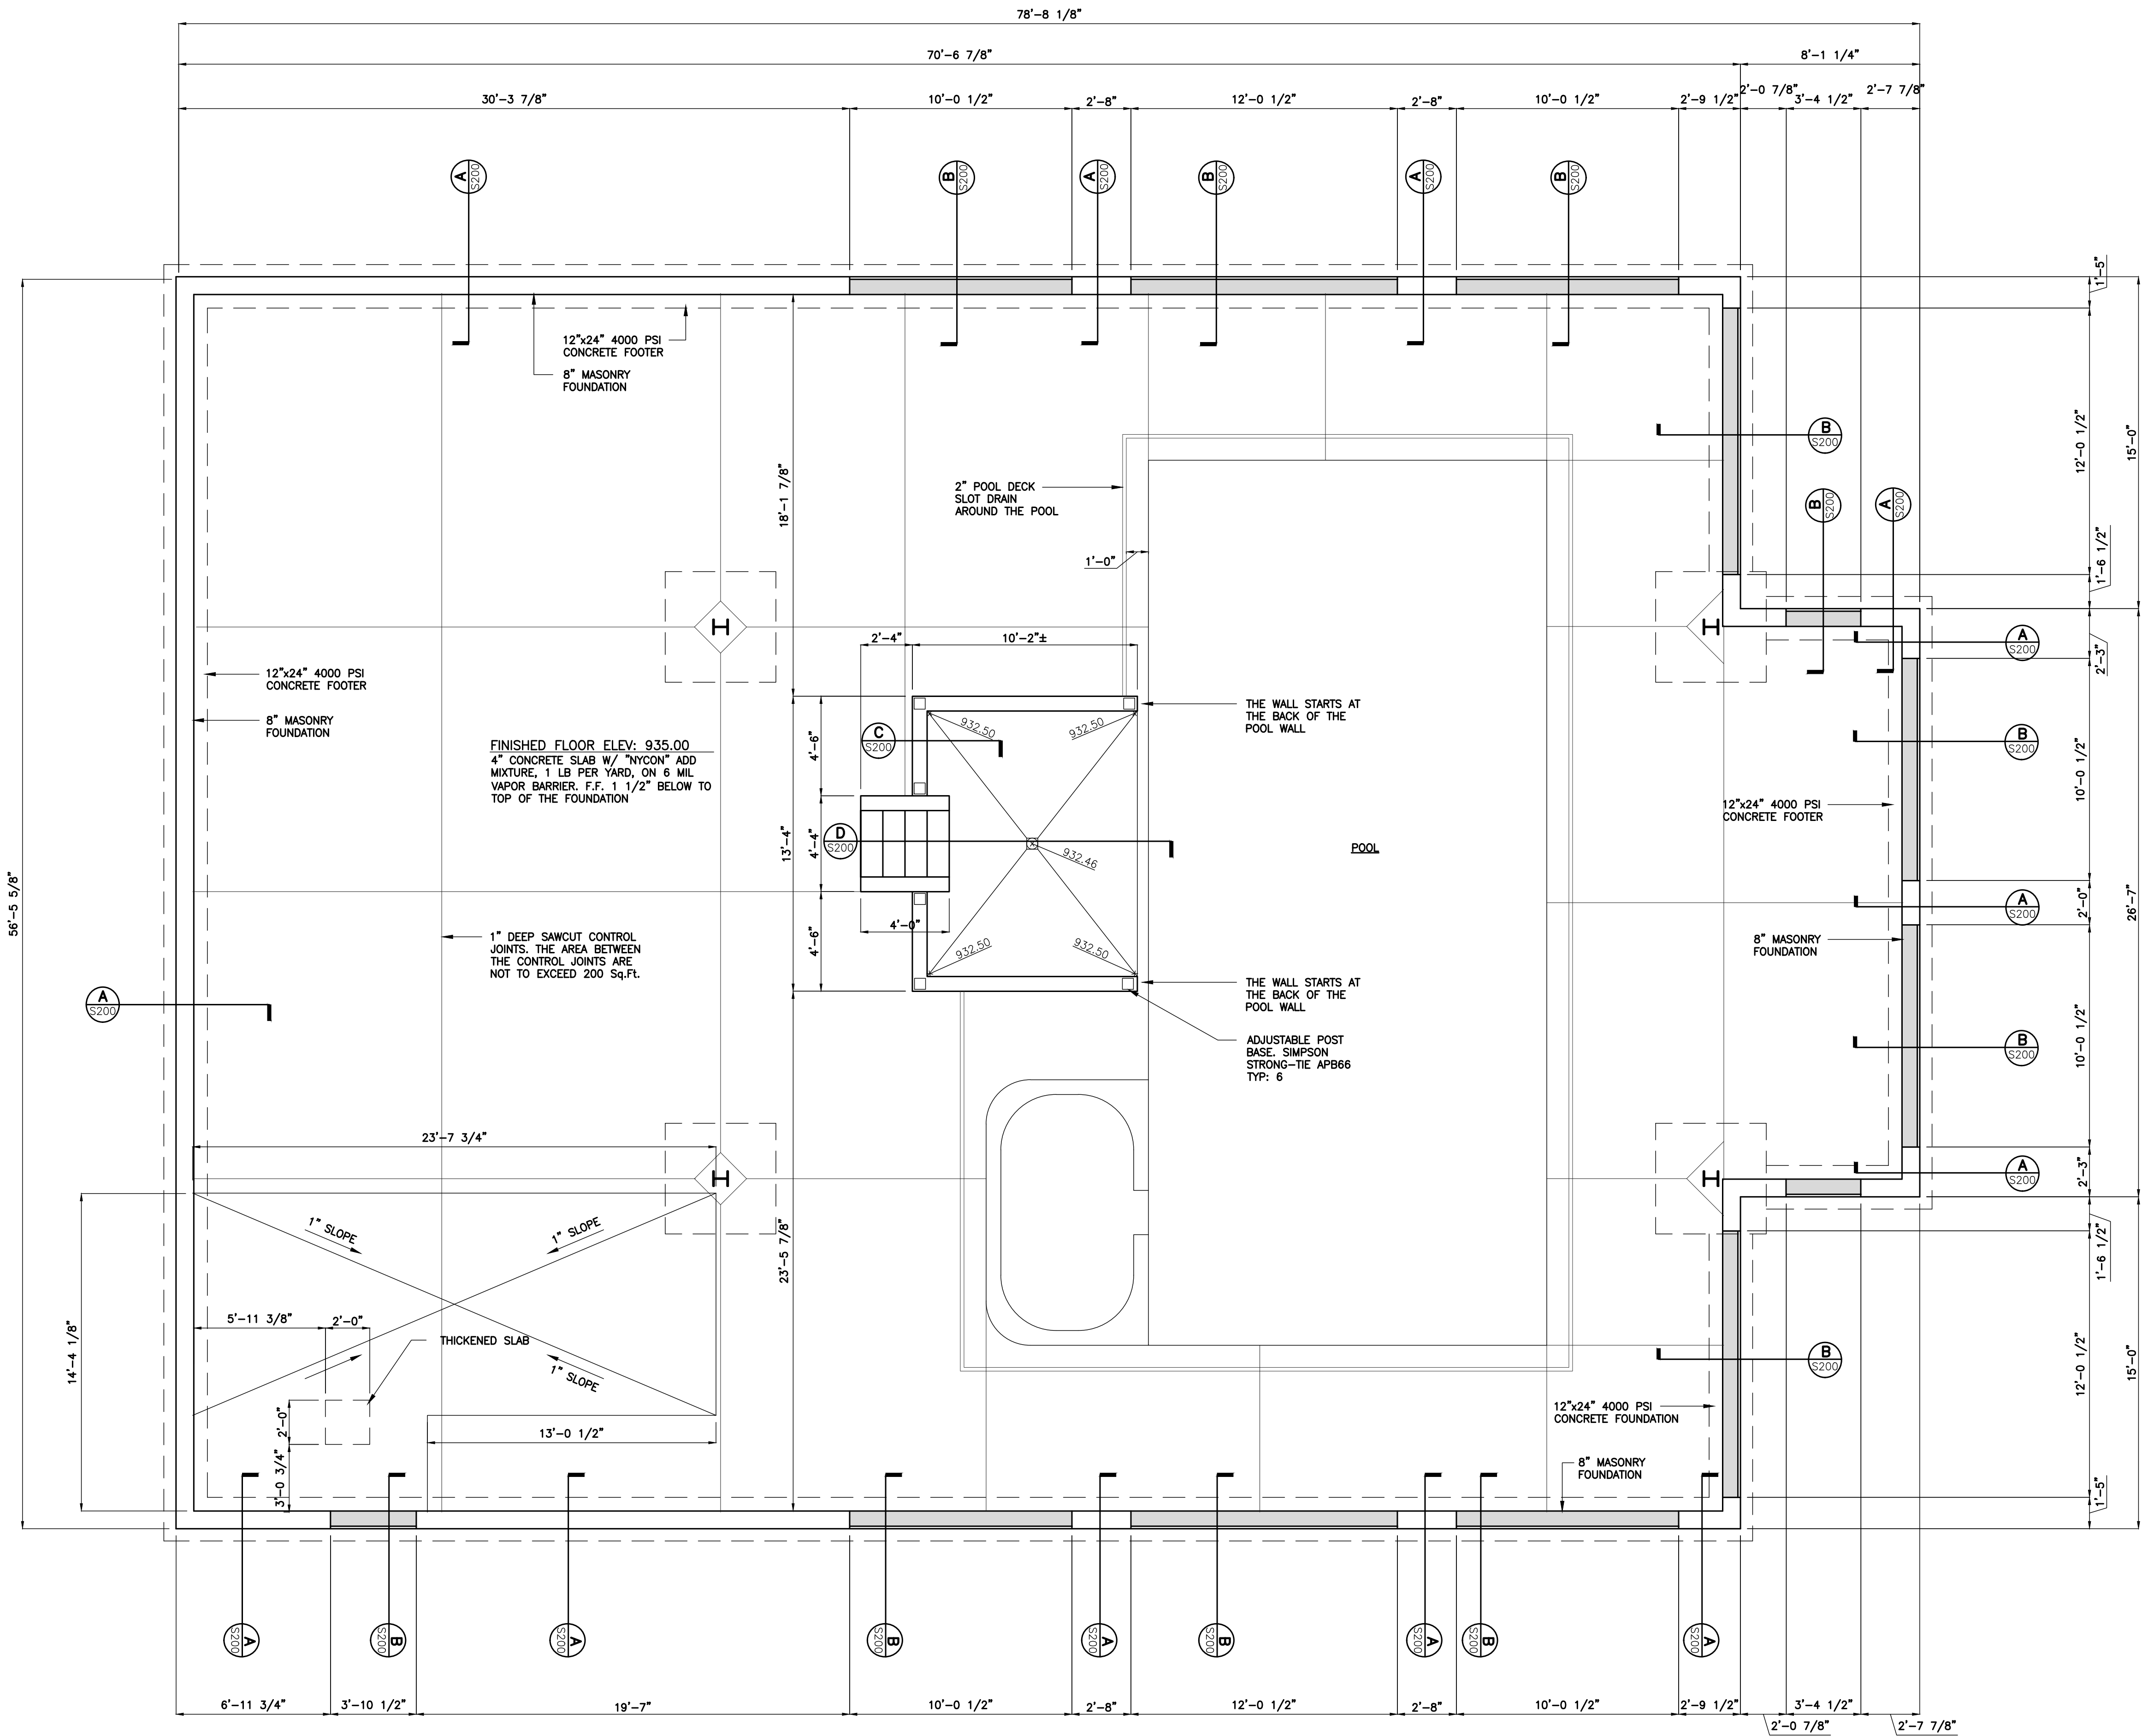 78'-8 1/8"
70'-6 7/8"
8'-1 1/4"
30'-3 7/8"
10'-0 1/2"
2'-8"
12'-0 1/2"
2'-8"
10'-0 1/2"
2'-9 1/2"
2'-0 7/8"
3'-4 1/2"
2'-7 7/8"
A
S200
B
S200
A
S200
B
S200
A
S200
B
S200
1'-5"
12"x24" 4000 PSI
CONCRETE FOOTER
8" MASONRY
FOUNDATION
B
S200
12'-0 1/2"
15'-0"
18'-1 7/8"
2" POOL DECK
SLOT DRAIN
AROUND THE POOL
B
S200
A
S200
1'-0"
1'-6 1/2"
H
H
2'-4"
10'-2"±
A
S200
2'-3"
12"x24" 4000 PSI
CONCRETE FOOTER
8" MASONRY
FOUNDATION
THE WALL STARTS AT
THE BACK OF THE
POOL WALL
932.50
932.50
C
S200
4'-6"
B
S200
10'-0 1/2"
FINISHED FLOOR ELEV: 935.00
4" CONCRETE SLAB W/ "NYCON" ADD
MIXTURE, 1 LB PER YARD, ON 6 MIL
VAPOR BARRIER. F.F. 1 1/2" BELOW TO
TOP OF THE FOUNDATION
12"x24" 4000 PSI
CONCRETE FOOTER
13'-4"
4'-4"
D
S200
932.46
POOL
56'-5 5/8"
A
S200
2'-0"
26'-7"
4'-0"
4'-6"
932.50
932.50
1" DEEP SAWCUT CONTROL
JOINTS. THE AREA BETWEEN
THE CONTROL JOINTS ARE
NOT TO EXCEED 200 Sq.Ft.
8" MASONRY
FOUNDATION
THE WALL STARTS AT
THE BACK OF THE
POOL WALL
A
S200
ADJUSTABLE POST
BASE. SIMPSON
STRONG-TIE APB66
TYP: 6
B
S200
10'-0 1/2"
23'-7 3/4"
H
H
A
S200
2'-3"
1" SLOPE
1" SLOPE
23'-5 7/8"
1'-6 1/2"
5'-11 3/8"
2'-0"
THICKENED SLAB
1" SLOPE
14'-4 1/8"
B
S200
12'-0 1/2"
15'-0"
2'-0"
13'-0 1/2"
3'-0 3/4"
12"x24" 4000 PSI
CONCRETE FOUNDATION
8" MASONRY
FOUNDATION
1'-5"
A
S200
B
S200
A
S200
B
S200
A
S200
B
S200
A
S200
B
S200
A
S200
6'-11 3/4"
3'-10 1/2"
19'-7"
10'-0 1/2"
2'-8"
12'-0 1/2"
2'-8"
10'-0 1/2"
2'-9 1/2"
3'-4 1/2"
2'-0 7/8"
2'-7 7/8"